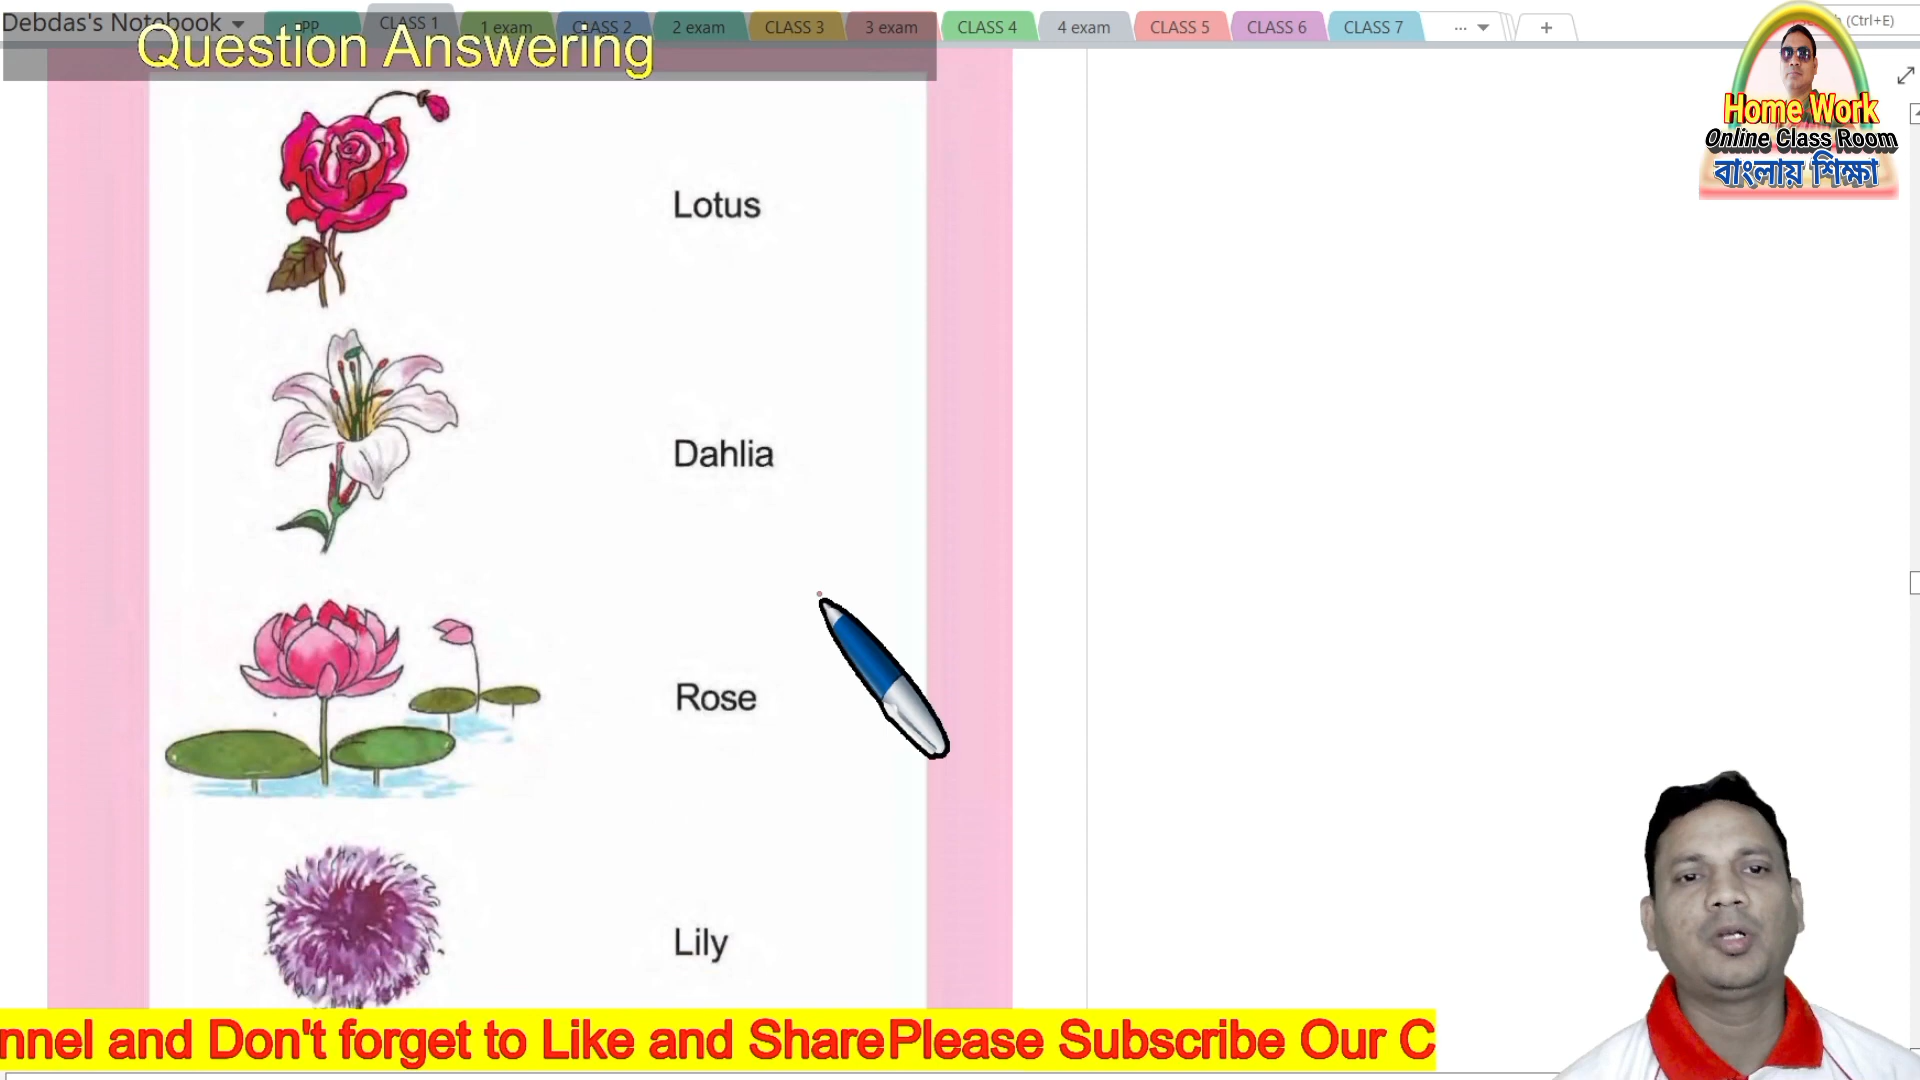 Debdas's Notebook
PP
CLASS 1
1 exam
CLASS 2
2 exam
CLASS 3
3 exam
CLASS 4
4 exam
CLASS 5
CLASS 6
CLASS 7
...
+
(Ctrl+E)
Question Answering
Home Work
Online Class Room
বাংলায় শিক্ষা
Lotus
Dahlia
Rose
Lily
nnel and Don't forget to Like and SharePlease Subscribe Our C